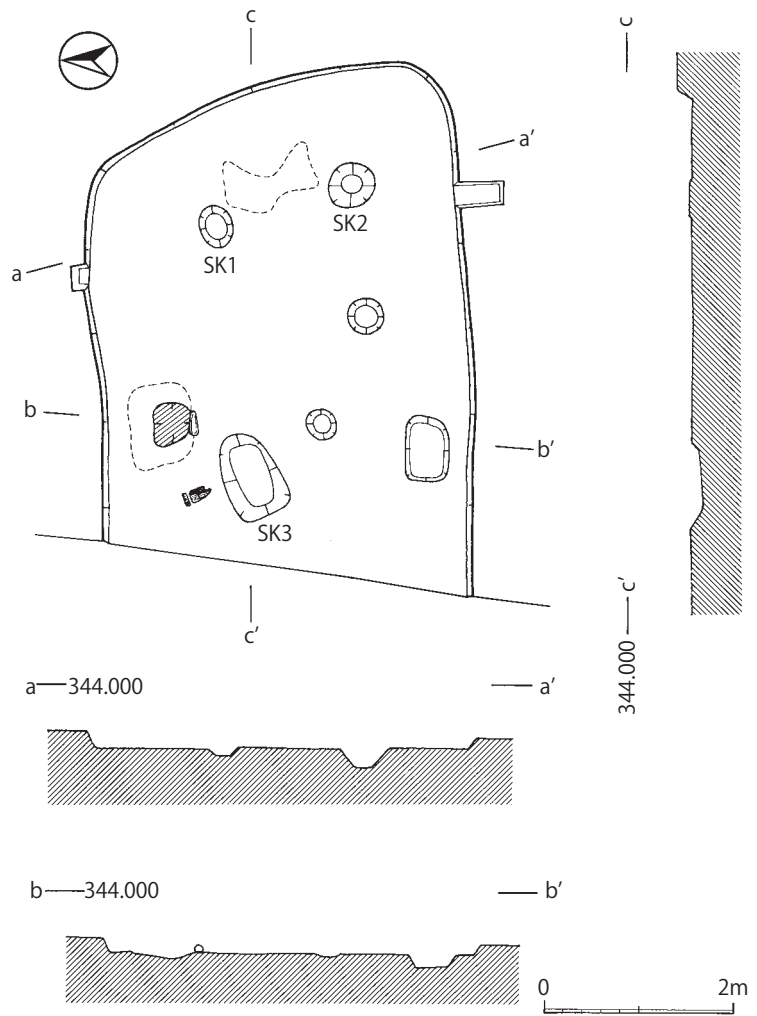 c
c
a’
SK2
SK1
a
b
b’
SK3
c’
c’
344.000
a 344.000 a’
b 344.000 b’
0 2m